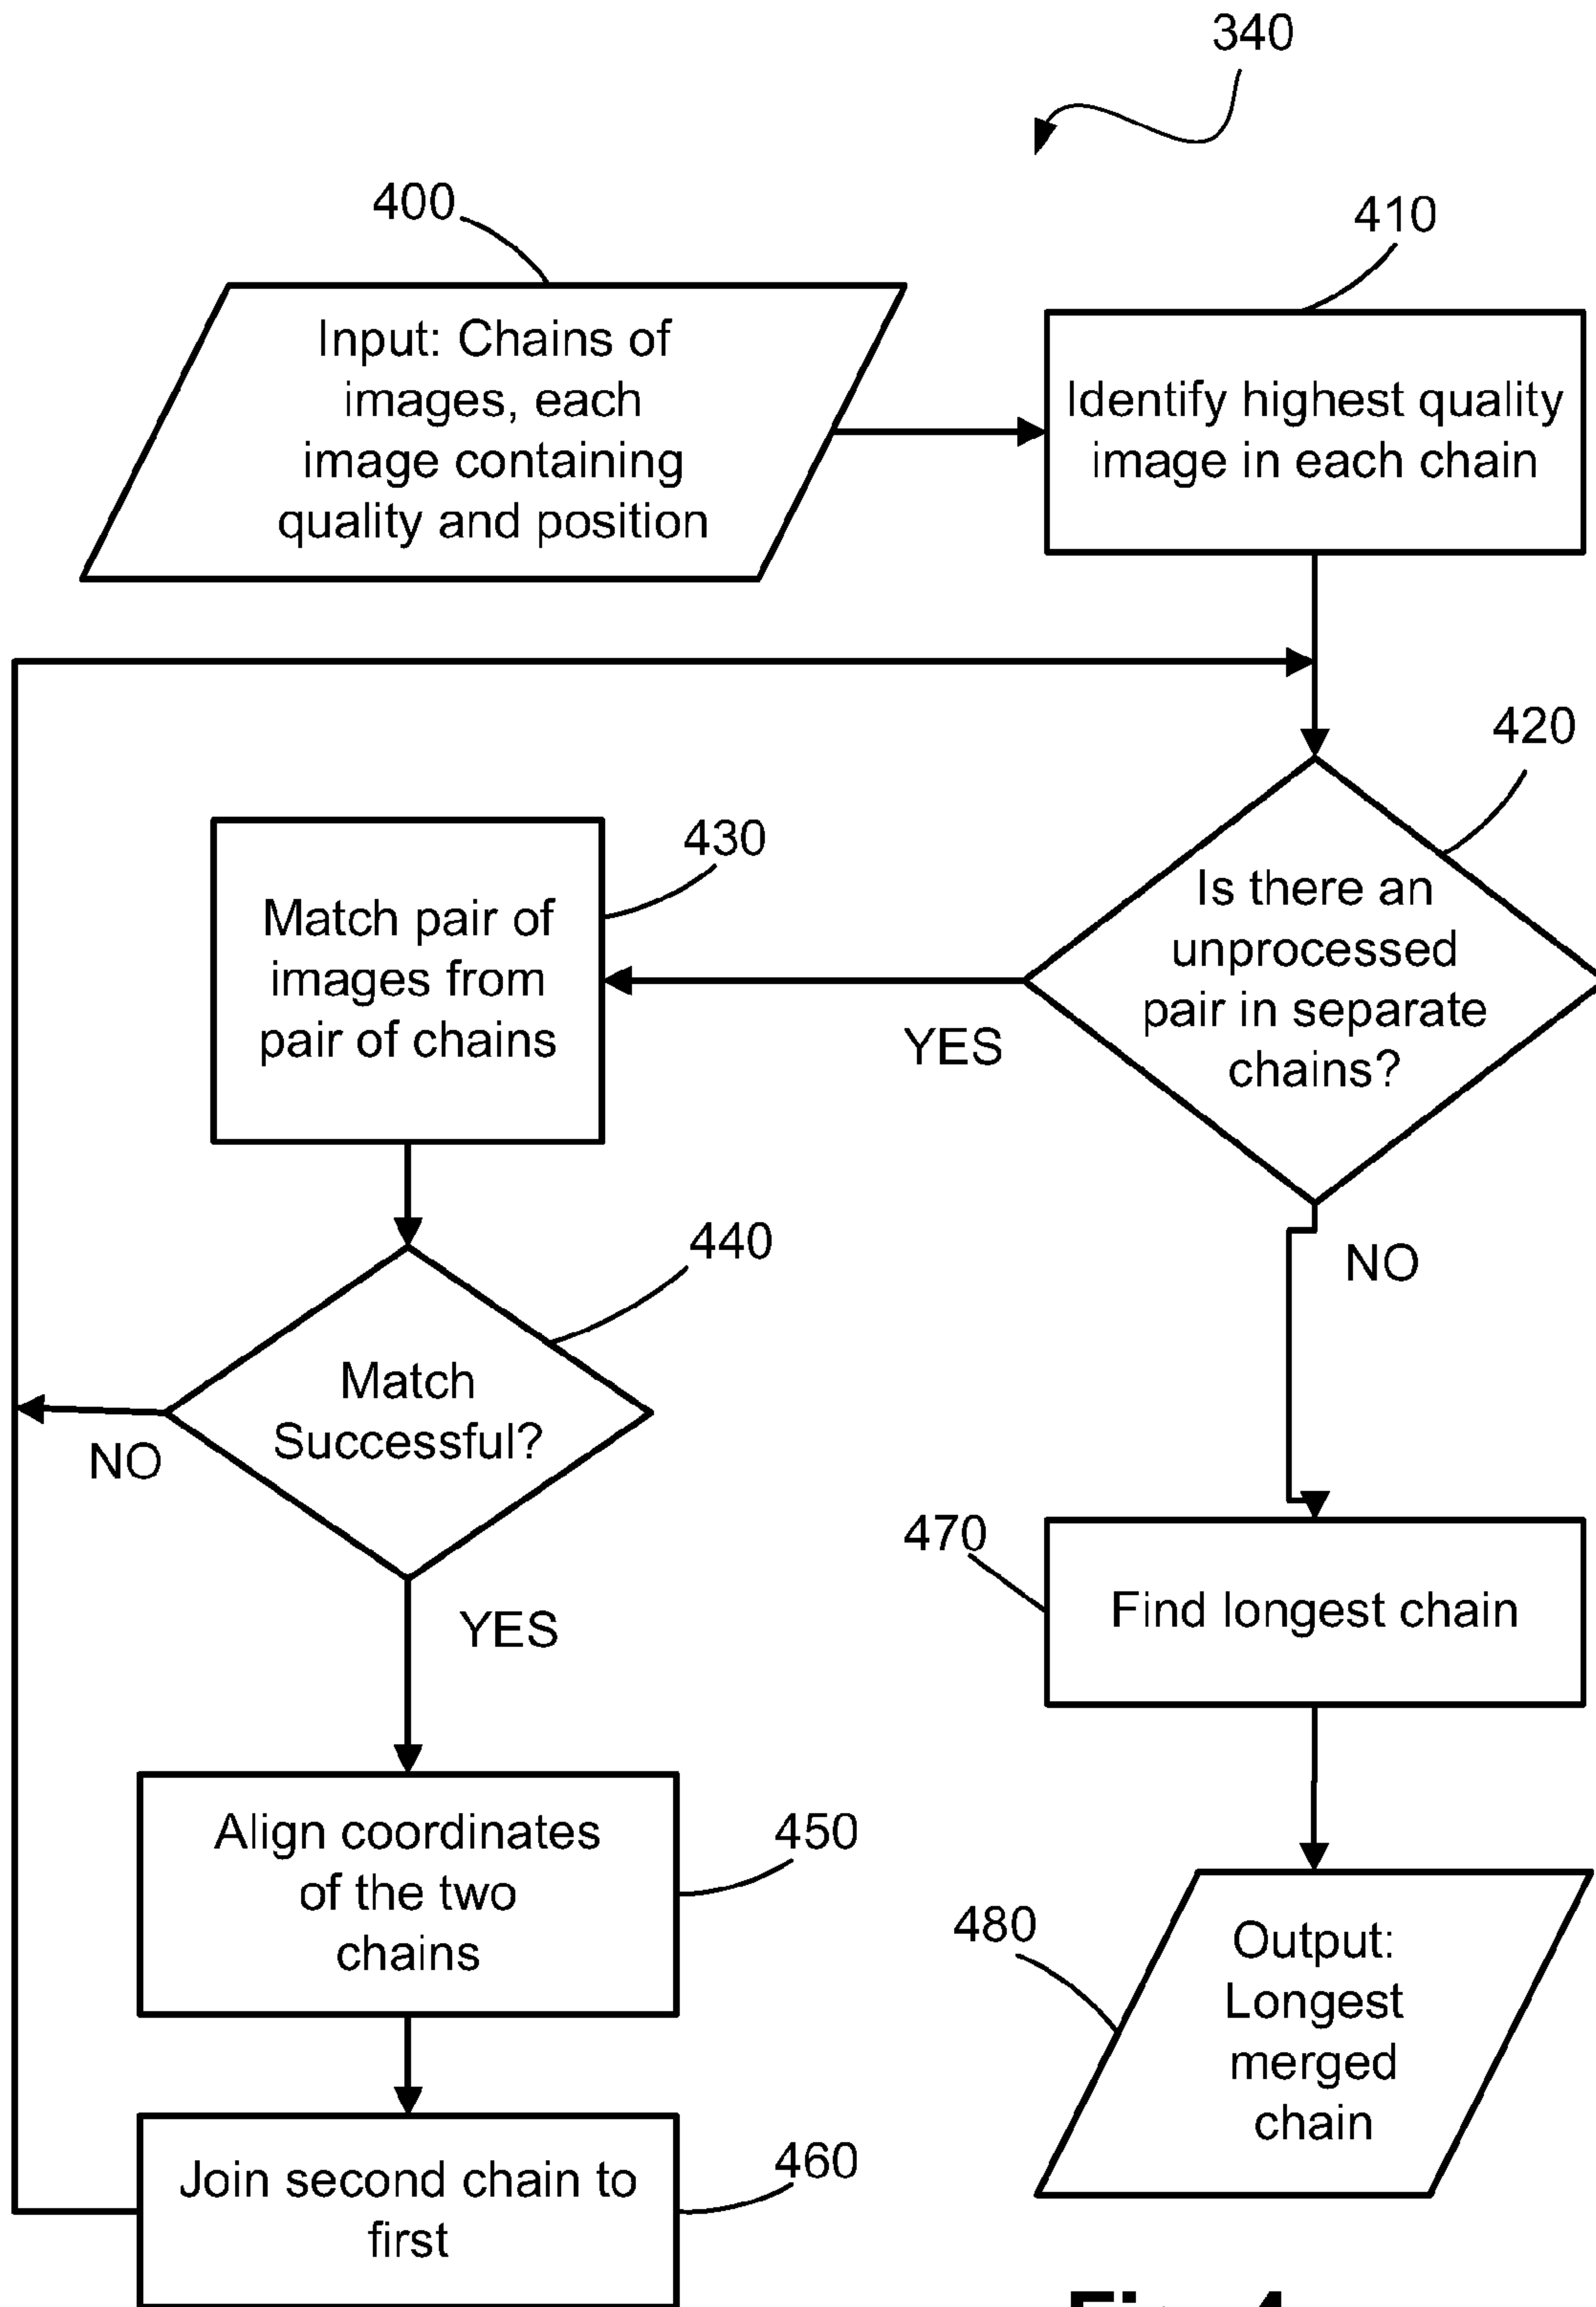 340
400
Input: Chains of
images, each
image containing
quality and position
410
Identify highest quality
image in each chain
420
Is there an
unprocessed
pair in separate
chains?
YES
NO
430
Match pair of
images from
pair of chains
440
Match
Successful?
NO
YES
450
Align coordinates
of the two
chains
460
Join second chain to
first
470
Find longest chain
480
Output:
Longest
merged
chain